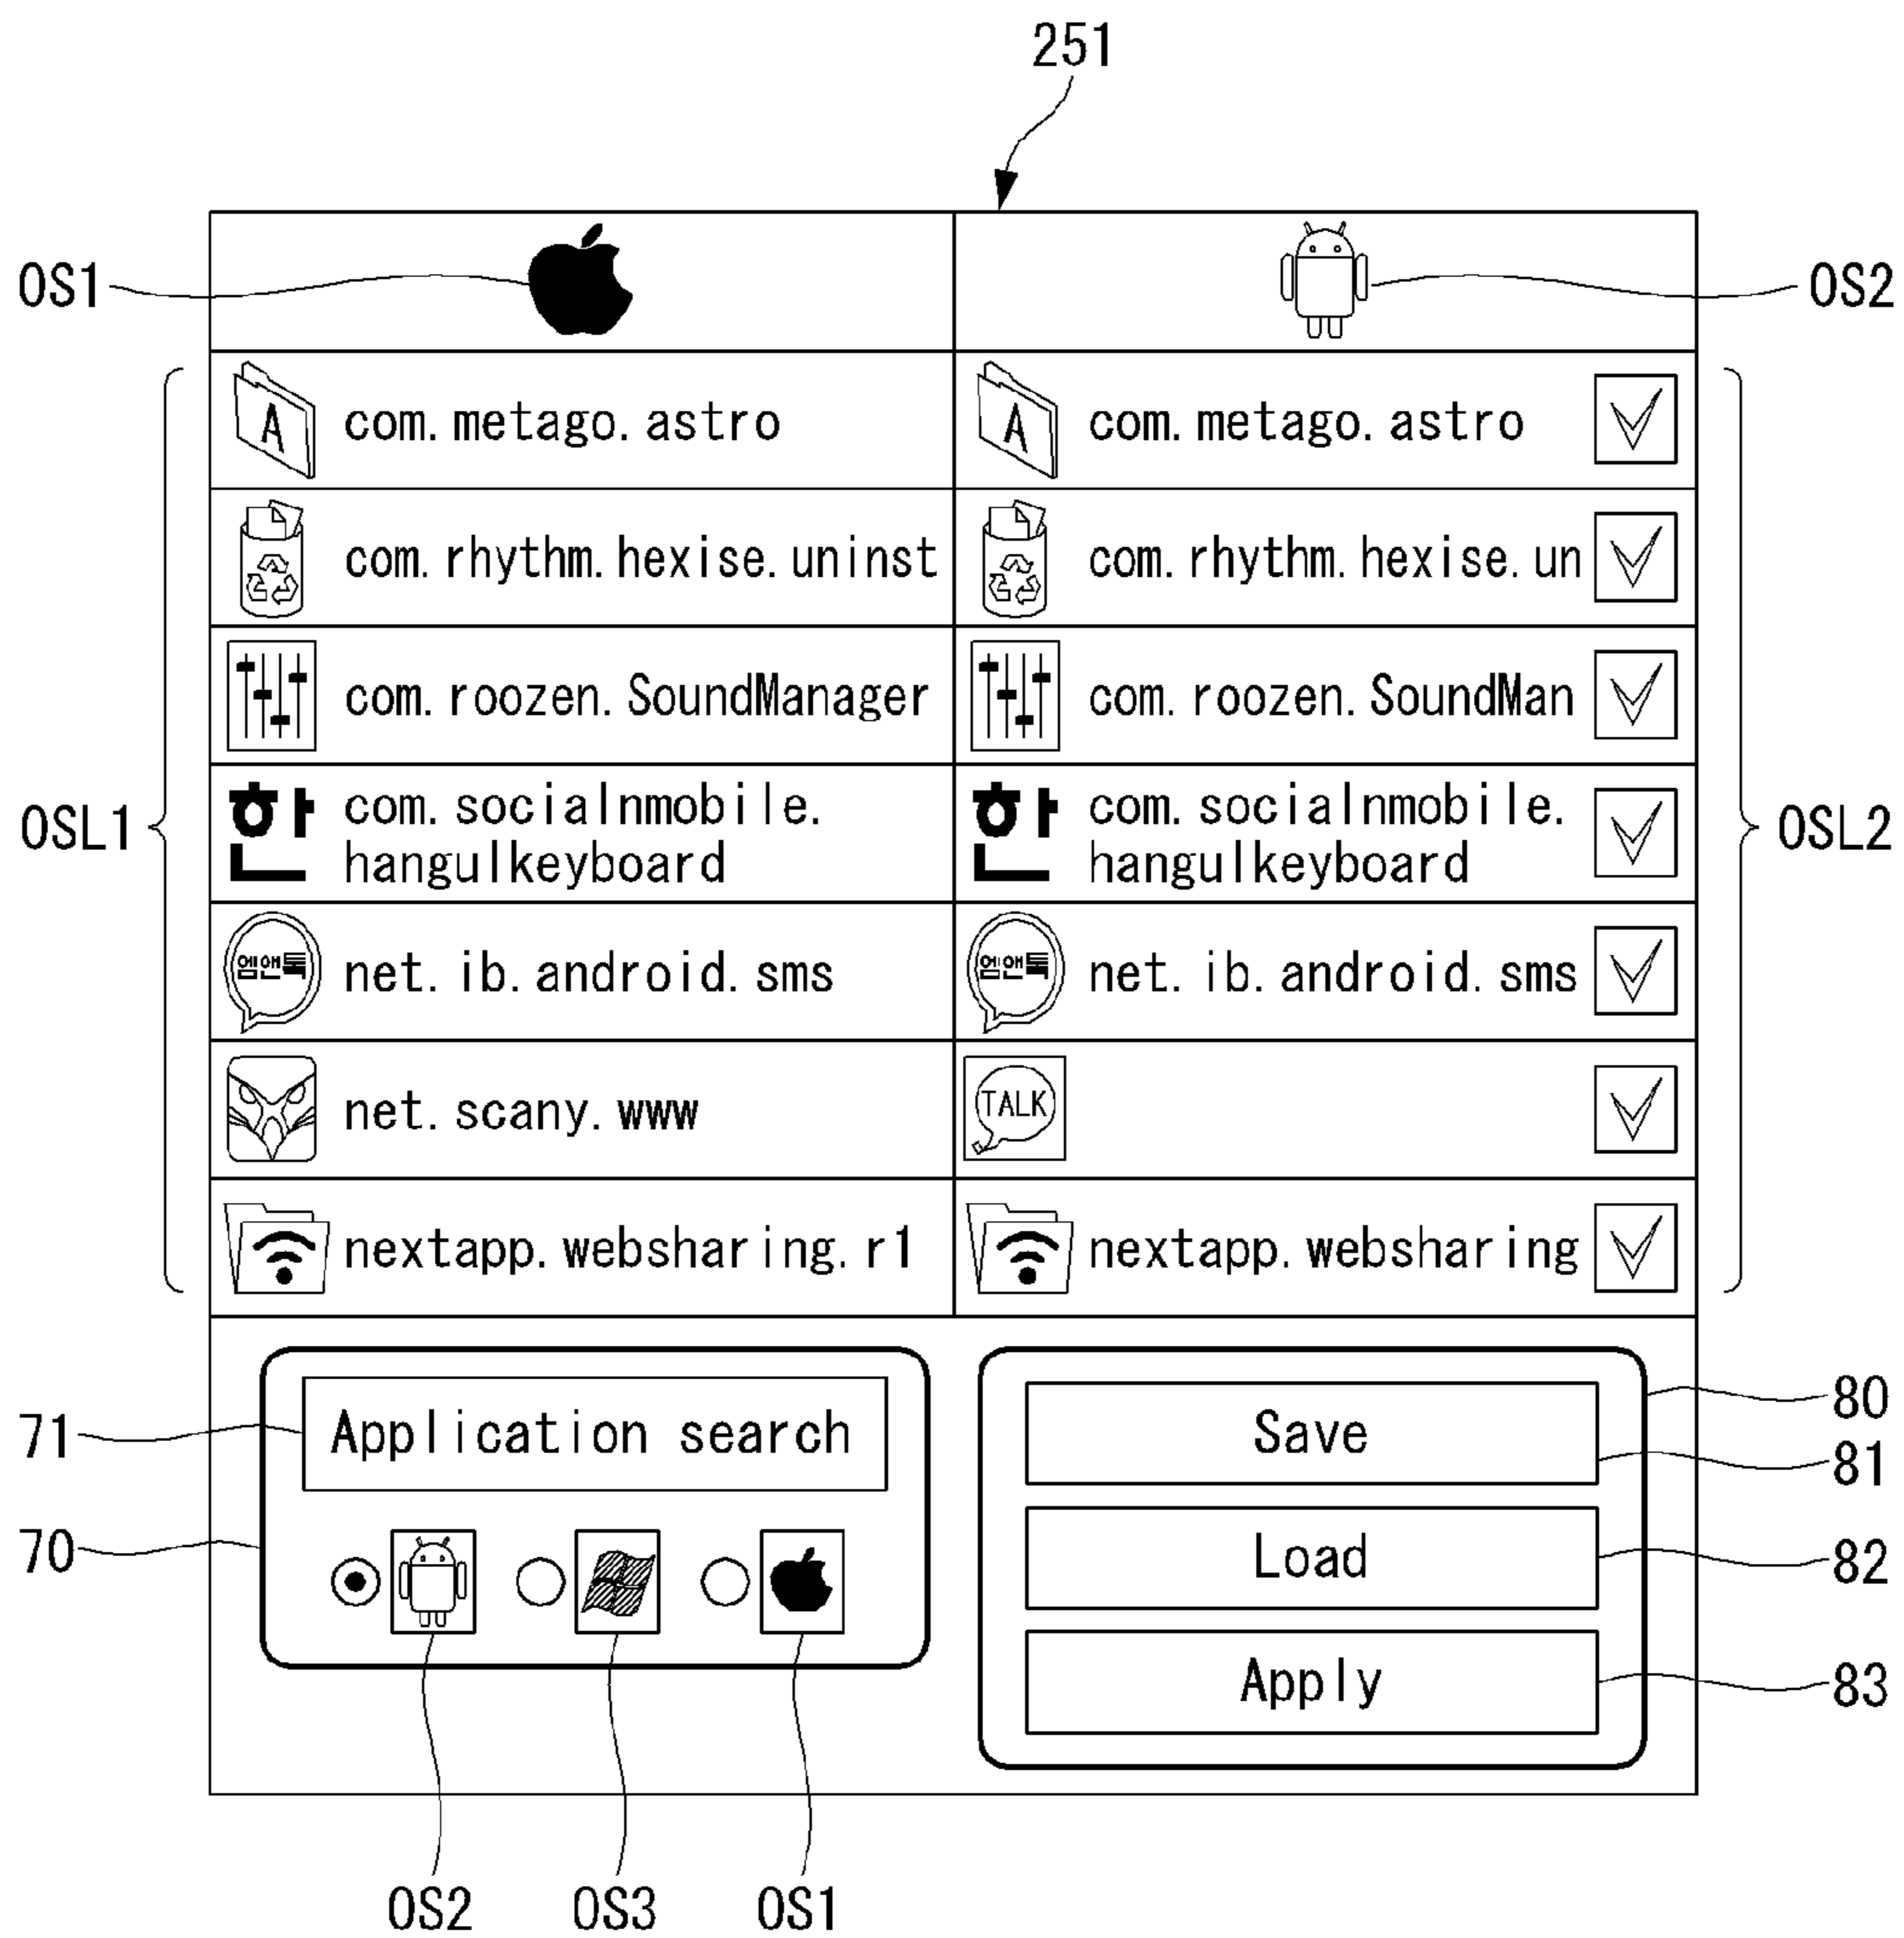 251
OS1
OS2
A com.metago.astro
A com.metago.astro
com.rhythm.hexise.uninst
com.rhythm.hexise.un
com.roozen.SoundManager
com.roozen.SoundMan
OSL1
한 com.socialnmobile.
hangulkeyboard
한 com.socialnmobile.
hangulkeyboard
OSL2
엠앤톡 net.ib.android.sms
엠앤톡 net.ib.android.sms
net.scany.www
TALK
nextapp.websharing.r1
nextapp.websharing
71
Application search
70
Save
80
81
Load
82
Apply
83
OS2
OS3
OS1